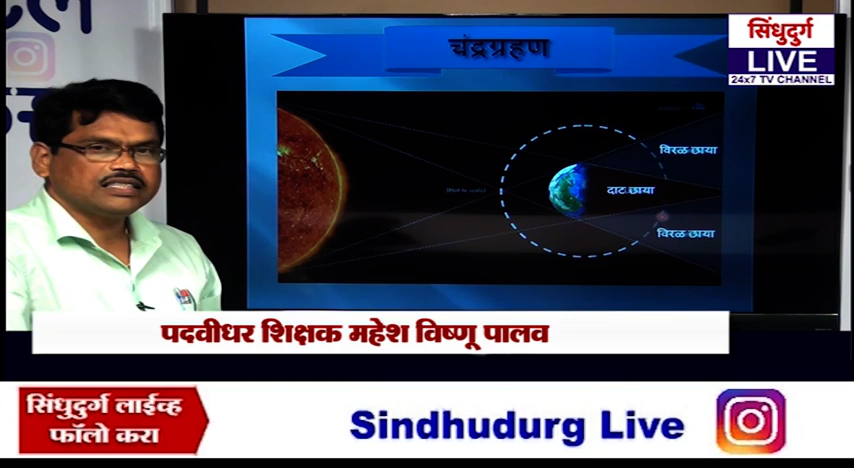 चंद्रग्रहण
सिंधुदुर्ग
LIVE
24x7 TV CHANNEL
विरळ छाया
दाट छाया
विरळ छाया
पदवीधर शिक्षक महेश विष्णू पालव
सिंधुदुर्ग लाईव्ह
फॉलो करा
Sindhudurg Live